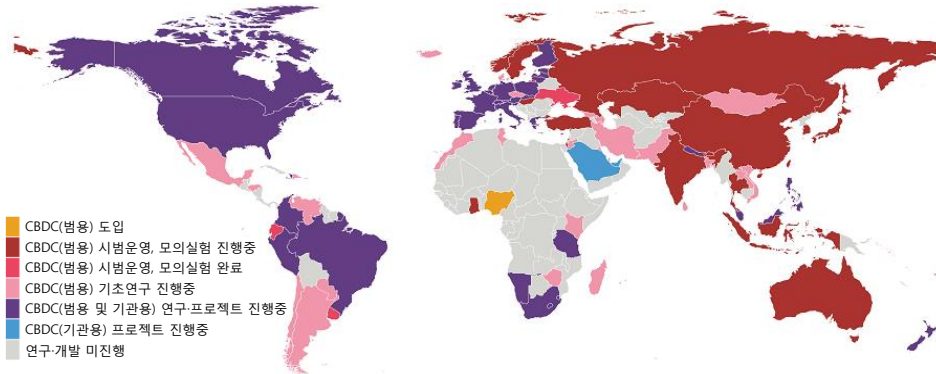 CBDC(범용) 도입
CBDC(범용) 시범운영, 모의실험 진행중
CBDC(범용) 시범운영, 모의실험 완료
CBDC(범용) 기초연구 진행중
CBDC(범용 및 기관용) 연구·프로젝트 진행중
CBDC(기관용) 프로젝트 진행중
연구·개발 미진행